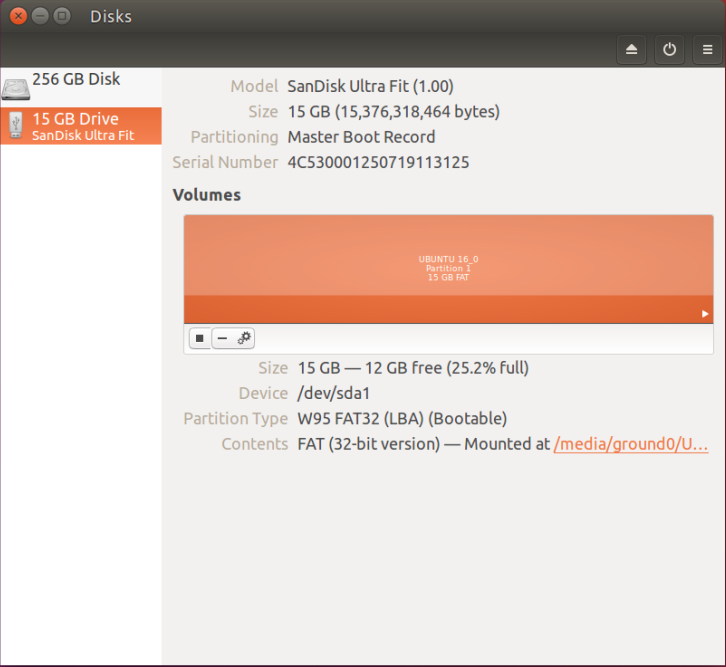 Disks
256 GB Disk
15 GB Drive
SanDisk Ultra Fit
Model SanDisk Ultra Fit (1.00)
Size 15 GB (15,376,318,464 bytes)
Partitioning Master Boot Record
Serial Number 4C530001250719113125
Volumes
UBUNTU 16_0
Partition 1
15 GB FAT
Size 15 GB — 12 GB free (25.2% full)
Device /dev/sda1
Partition Type W95 FAT32 (LBA) (Bootable)
Contents FAT (32-bit version) — Mounted at /media/ground0/U…